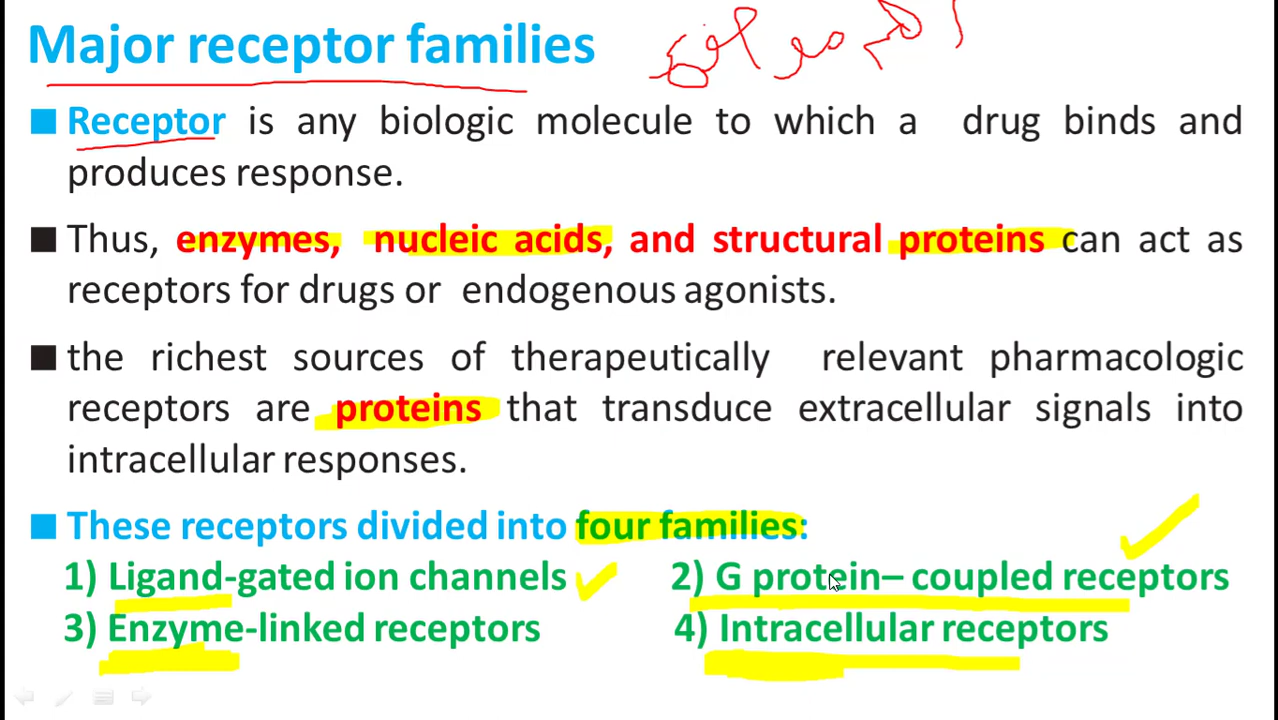 Major receptor families
Receptor is any biologic molecule to which a drug binds and
produces response.
Thus, enzymes, nucleic acids, and structural proteins can act as
receptors for drugs or endogenous agonists.
the richest sources of therapeutically relevant pharmacologic
receptors are proteins that transduce extracellular signals into
intracellular responses.
These receptors divided into four families:
1) Ligand-gated ion channels 2) G protein– coupled receptors
3) Enzyme-linked receptors 4) Intracellular receptors